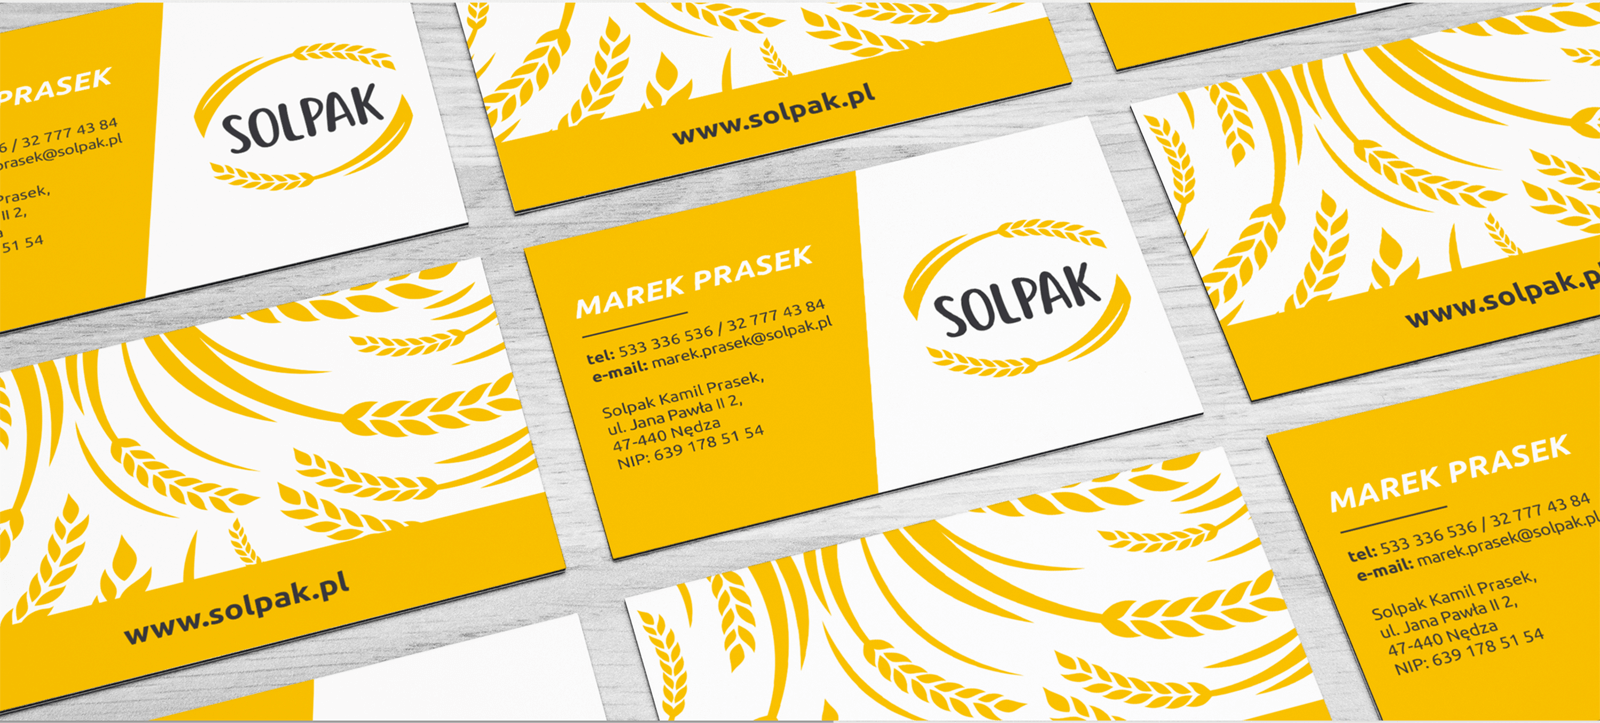 PRASEK
6 / 32 777 43 84
prasek@solpak.pl
Prasek,
II 2,
51 54
SOLPAK
www.solpak.pl
MAREK PRASEK
tel: 533 336 536 / 32 777 43 84
e-mail: marek.prasek@solpak.pl
Solpak Kamil Prasek,
ul. Jana Pawła II 2,
47-440 Nędza
NIP: 639 178 51 54
SOLPAK
www.solpak.pl
www.solpak.pl
MAREK PRASEK
tel: 533 336 536 / 32 777 43 84
e-mail: marek.prasek@solpak.pl
Solpak Kamil Prasek,
ul. Jana Pawła II 2,
47-440 Nędza
NIP: 639 178 51 54